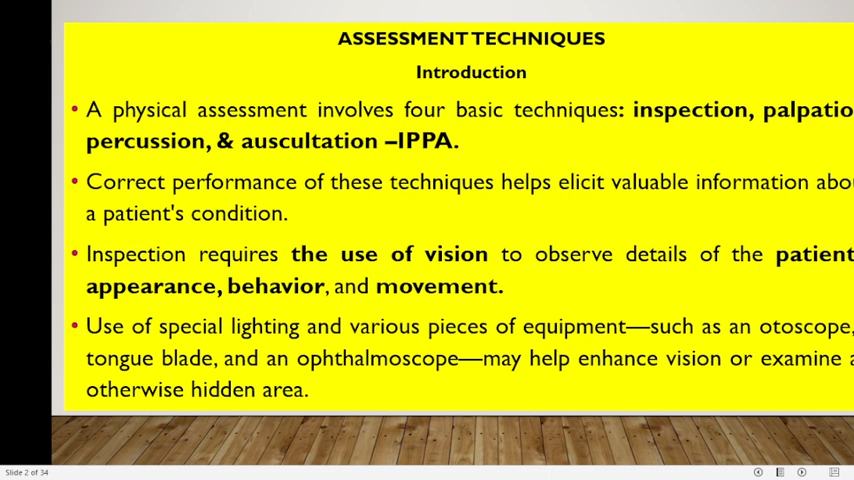 ASSESSMENT TECHNIQUES
Introduction
• A physical assessment involves four basic techniques: inspection, palpatio
percussion, & auscultation –IPPA.
• Correct performance of these techniques helps elicit valuable information abou
a patient's condition.
• Inspection requires the use of vision to observe details of the patient
appearance, behavior, and movement.
• Use of special lighting and various pieces of equipment—such as an otoscope,
tongue blade, and an ophthalmoscope—may help enhance vision or examine a
otherwise hidden area.
Slide 2 of 34